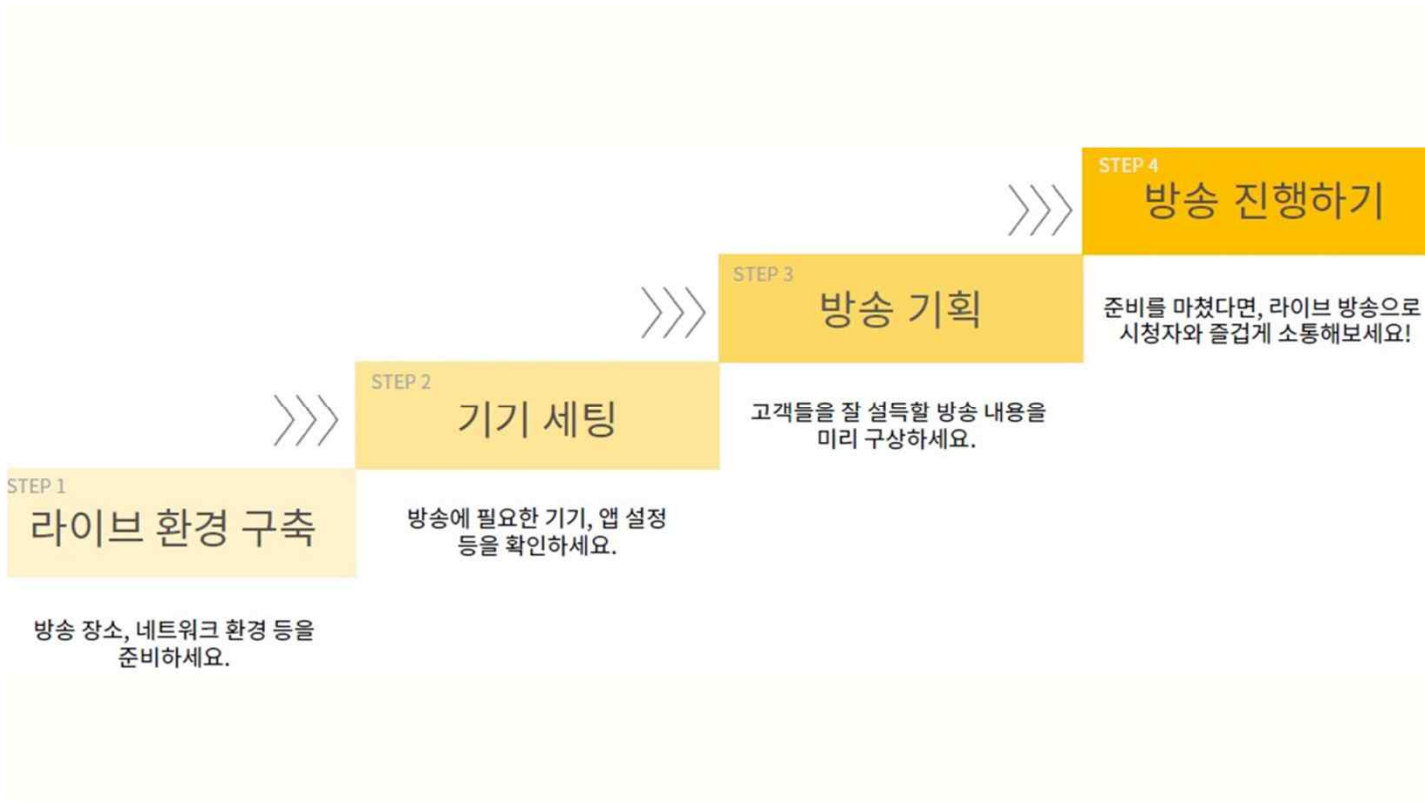 STEP 1
라이브 환경 구축
방송 장소, 네트워크 환경 등을
준비하세요.
STEP 2
기기 세팅
방송에 필요한 기기, 앱 설정
등을 확인하세요.
STEP 3
방송 기획
고객들을 잘 설득할 방송 내용을
미리 구상하세요.
STEP 4
방송 진행하기
준비를 마쳤다면, 라이브 방송으로
시청자와 즐겁게 소통해보세요!